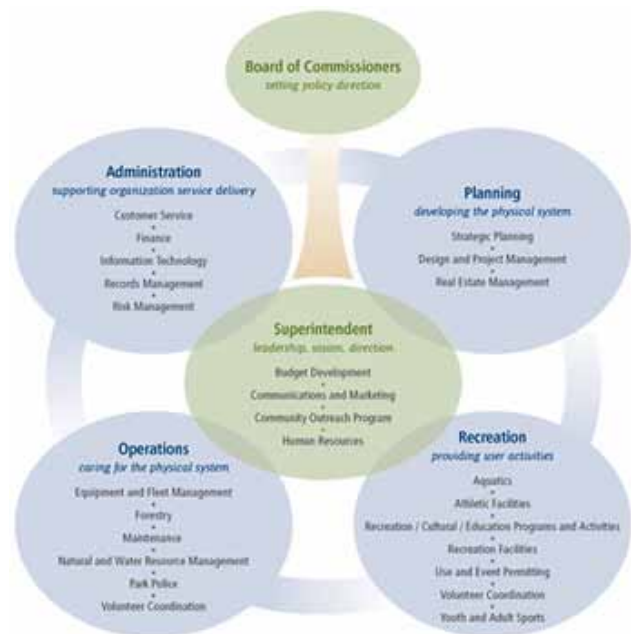 Board of Commissioners
setting policy direction
Administration
supporting organization service delivery
Customer Service
Finance
Information Technology
Records Management
Risk Management
Planning
developing the physical system
Strategic Planning
Design and Project Management
Real Estate Management
Superintendent
leadership, vision, direction
Budget Development
Communications and Marketing
Community Outreach Program
Human Resources
Operations
caring for the physical system
Equipment and Fleet Management
Forestry
Maintenance
Natural and Water Resource Management
Park Police
Volunteer Coordination
Recreation
providing user activities
Aquatics
Athletic Facilities
Recreation / Cultural / Education Programs and Activities
Recreation Facilities
Use and Event Permitting
Volunteer Coordination
Youth and Adult Sports